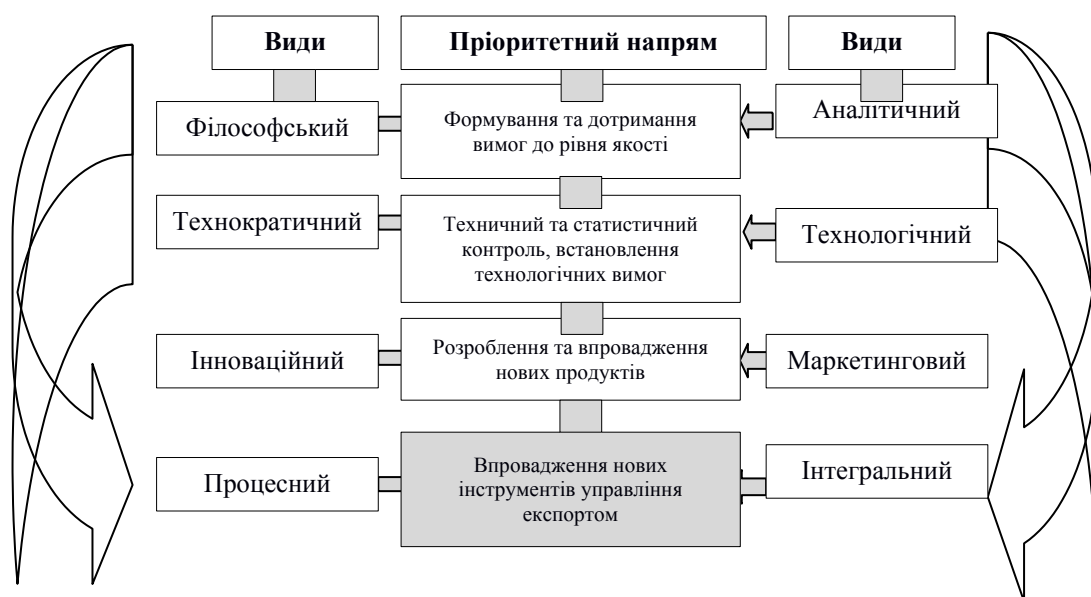 Види
Пріоритетний напрям
Види
Філософський
Формування та дотримання
вимог до рівня якості
Аналітичний
Технократичний
Техничний та статистичний
контроль, встановлення
технологічних вимог
Технологічний
Інноваційний
Розроблення та впровадження
нових продуктів
Маркетинговий
Процесний
Впровадження нових
інструментів управління
експортом
Інтегральний